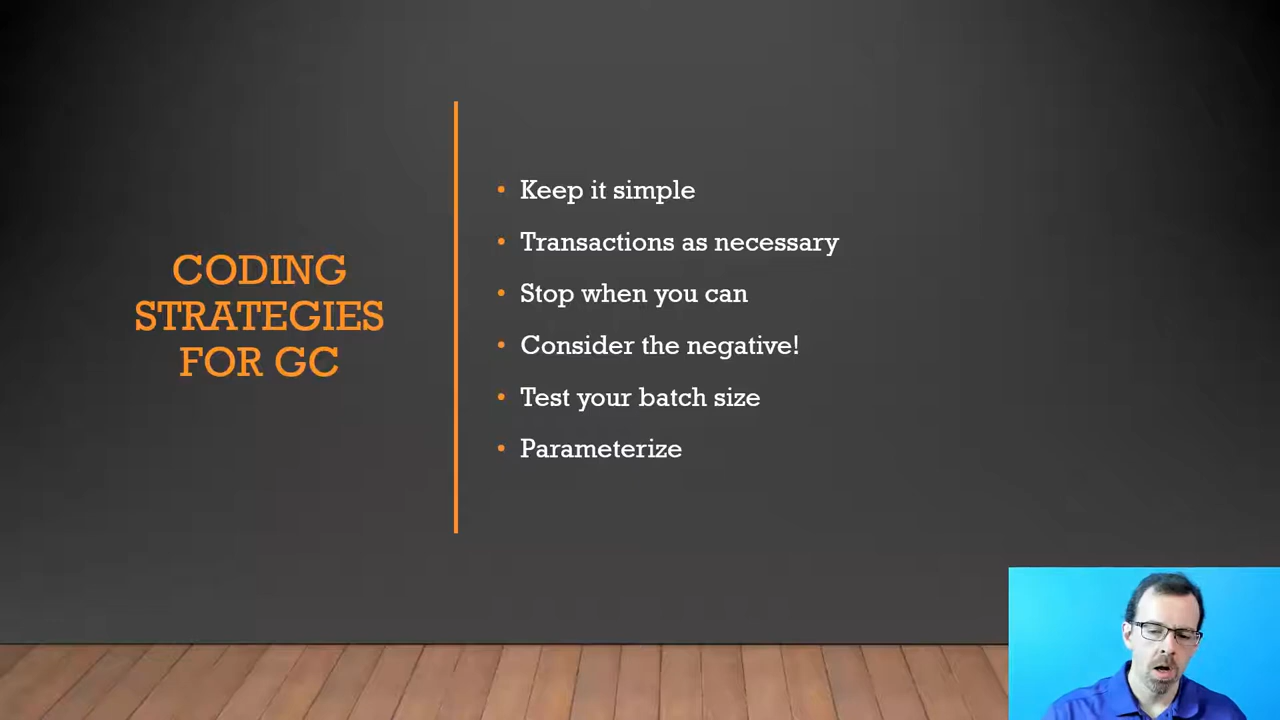 CODING
STRATEGIES
FOR GC
• Keep it simple
• Transactions as necessary
• Stop when you can
• Consider the negative!
• Test your batch size
• Parameterize